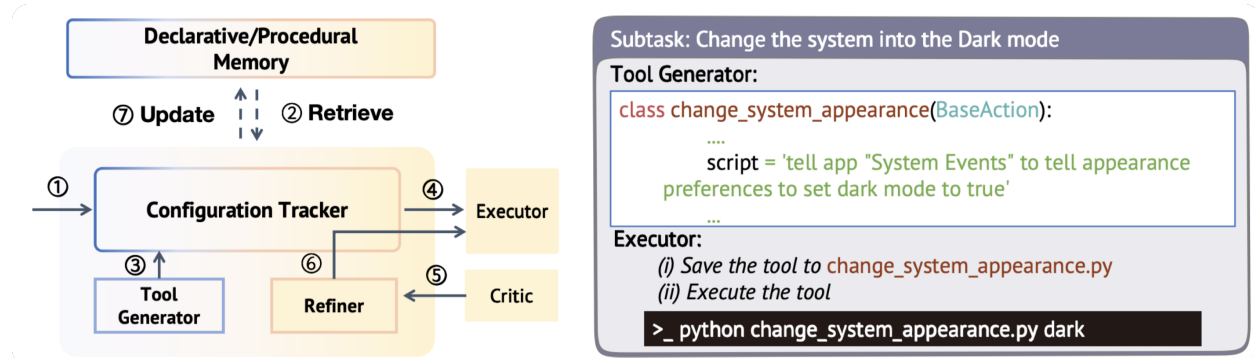 Declarative/Procedural
Memory
⑦ Update
② Retrieve
①
Configuration Tracker
④
Executor
③
⑥
⑤
Tool
Generator
Refiner
Critic
Subtask: Change the system into the Dark mode
Tool Generator:
class change_system_appearance(BaseAction):
....
script = 'tell app "System Events" to tell appearance
preferences to set dark mode to true'
...
Executor:
(i) Save the tool to change_system_appearance.py
(ii) Execute the tool
>_ python change_system_appearance.py dark